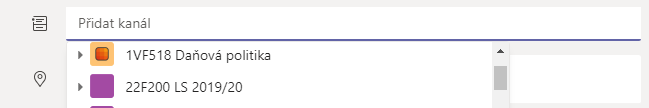 Přidat kanál
1VF518 Daňová politika
22F200 LS 2019/20